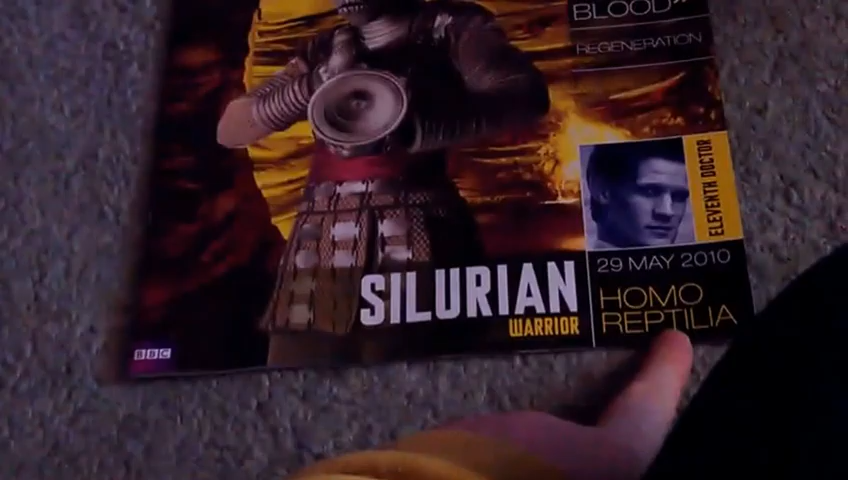 BLOOD"
REGENERATION
ELEVENTH DOCTOR
29 MAY 2010
HOMO
REPTILIA
SILURIAN
WARRIOR
BBC